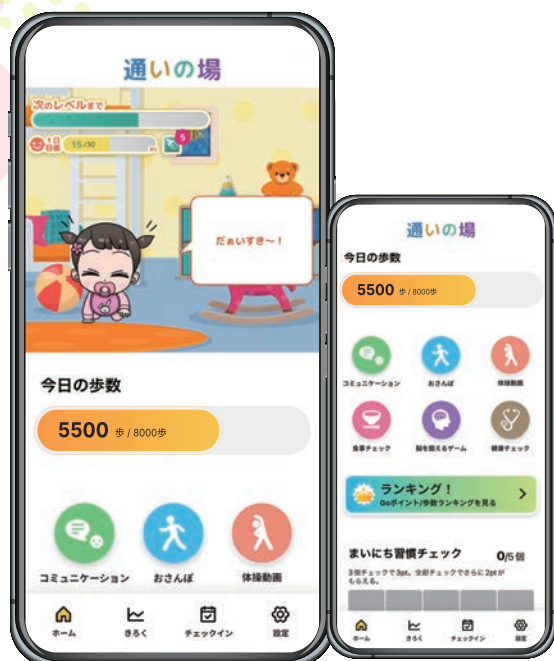 通いの場
次のレベルまで
1日
目標
15 /30
5
だぁいすき〜！
今日の歩数
5500 歩 / 8000歩
コミュニケーション
おさんぽ
体操動画
ホーム
きろく
チェックイン
設定
通いの場
今日の歩数
5500 歩 / 8000歩
コミュニケーション
おさんぽ
体操動画
食事チェック
脳を鍛えるゲーム
健康チェック
ランキング！
Goポイント/歩数ランキングを見る
まいにち習慣チェック
0/5個
3個チェックで3pt、全部チェックでさらに2ptが
もらえる。
ホーム
きろく
チェックイン
設定